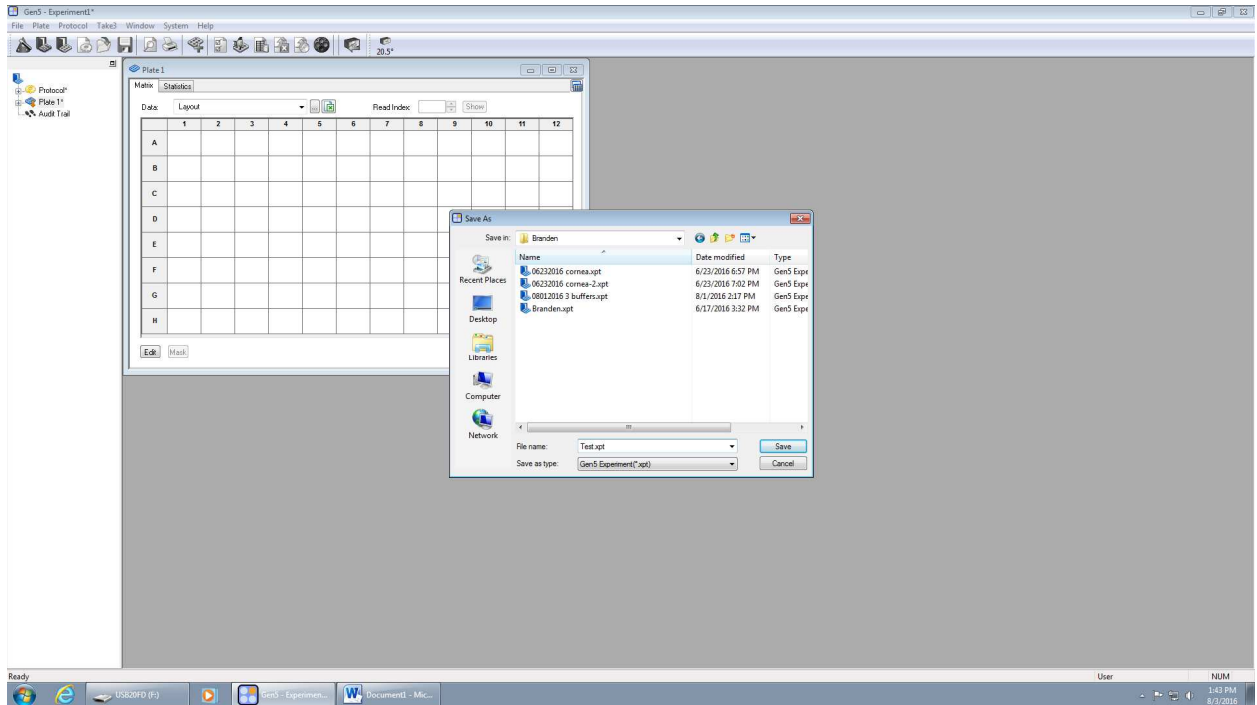 Gen5 - Experiment1*
File Plate Protocol Take3 Window System Help
20.5°
Protocol*
Plate 1*
Audit Trail
Plate 1
Matrix Statistics
Data: Layout ... Read Index: Show
1 2 3 4 5 6 7 8 9 10 11 12
A
B
C
D
E
F
G
H
Edit Mask
Save As
Save in: Branden
Name Date modified Type
06232016 cornea.xpt 6/23/2016 6:57 PM Gen5 Expe
06232016 cornea-2.xpt 6/23/2016 7:02 PM Gen5 Expe
08012016 3 buffers.xpt 8/1/2016 2:17 PM Gen5 Expe
Branden.xpt 6/17/2016 3:32 PM Gen5 Expe
Recent Places
Desktop
Libraries
Computer
Network
File name: Test.xpt Save
Save as type: Gen5 Experiment(*.xpt) Cancel
Ready User NUM
USB20FD (F:) Gen5 - Experimen... Document1 - Mic... 1:43 PM
8/3/2016